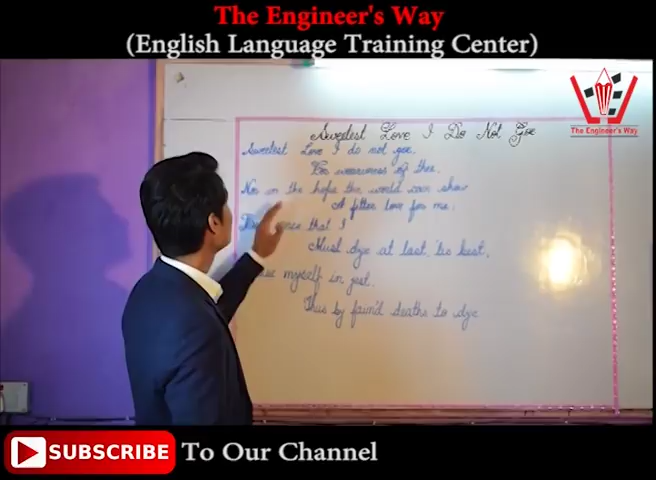 The Engineer's Way
(English Language Training Center)
The Engineer's Way
Sweetest Love I Do Not Goe
Sweetest Love I do not goe,
For weariness of thee,
Nor in the hope the world can show
A fitter love for me;
since that I
Must dye at last, 'tis best,
myself in jest,
Thus by fain'd deaths to dye
SUBSCRIBE To Our Channel